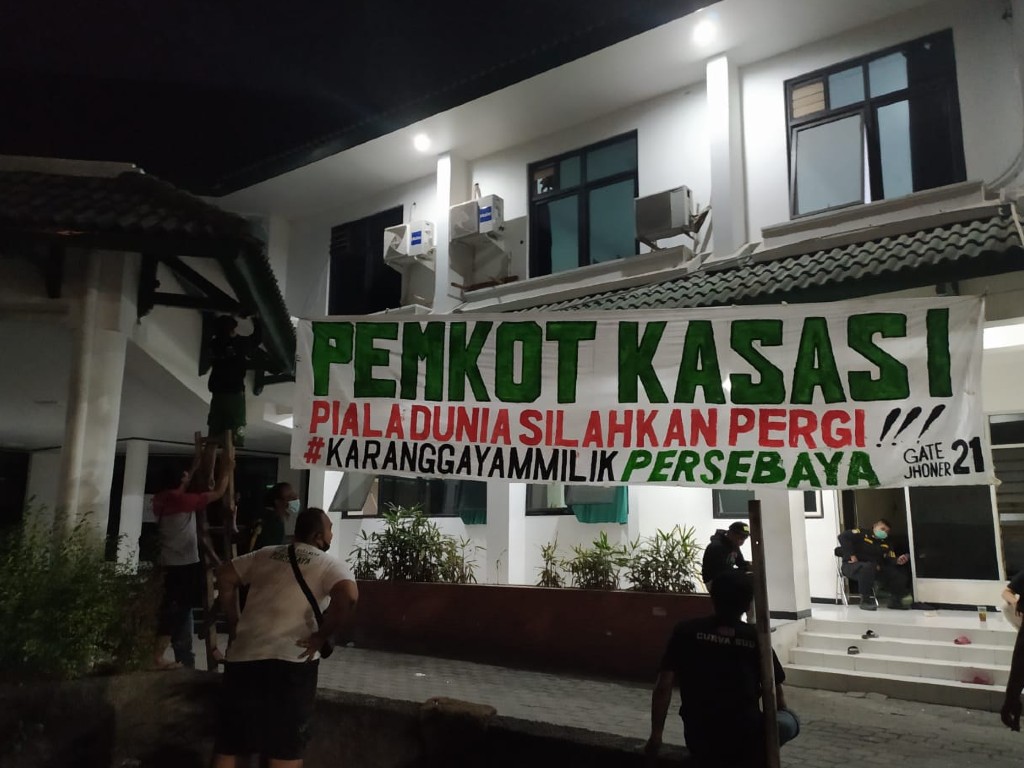 PEMKOT KASASI
PIALA DUNIA SILAHKAN PERGI !!!
#KARANGGAYAMMILIK PERSEBAYA
GATE
JHONER 21